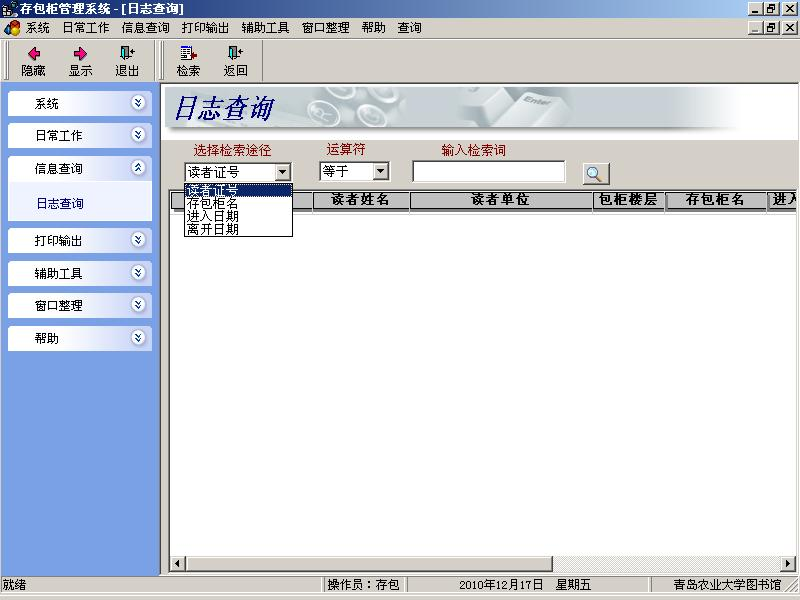 存包柜管理系统 - [日志查询]
系统 日常工作 信息查询 打印输出 辅助工具 窗口整理 帮助 查询
隐藏 显示 退出 检索 返回
系统
日常工作
信息查询
日志查询
打印输出
辅助工具
窗口整理
帮助
日志查询
Enter
选择检索途径 运算符 输入检索词
读者证号 等于
读者证号
存包柜名
进入日期
离开日期
读者姓名 读者单位 包柜楼层 存包柜名 进入
就绪 操作员：存包 2010年12月17日 星期五 青岛农业大学图书馆